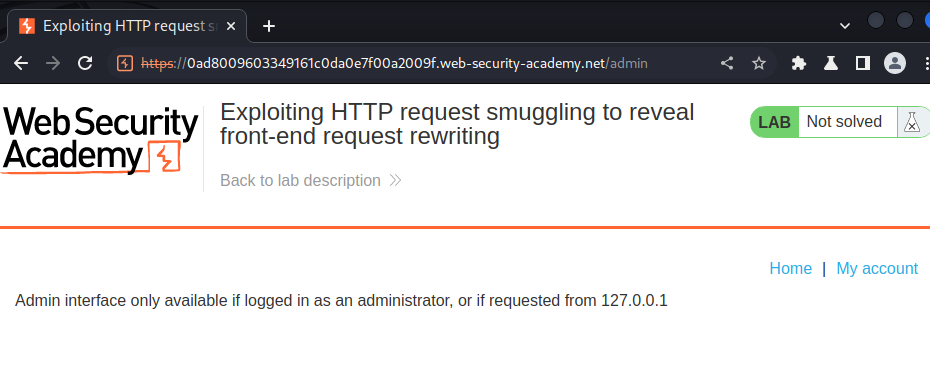 Exploiting HTTP request s
https://0ad8009603349161c0da0e7f00a2009f.web-security-academy.net/admin
WebSecurity
Academy
Exploiting HTTP request smuggling to reveal
front-end request rewriting
Back to lab description
LAB Not solved
Home | My account
Admin interface only available if logged in as an administrator, or if requested from 127.0.0.1